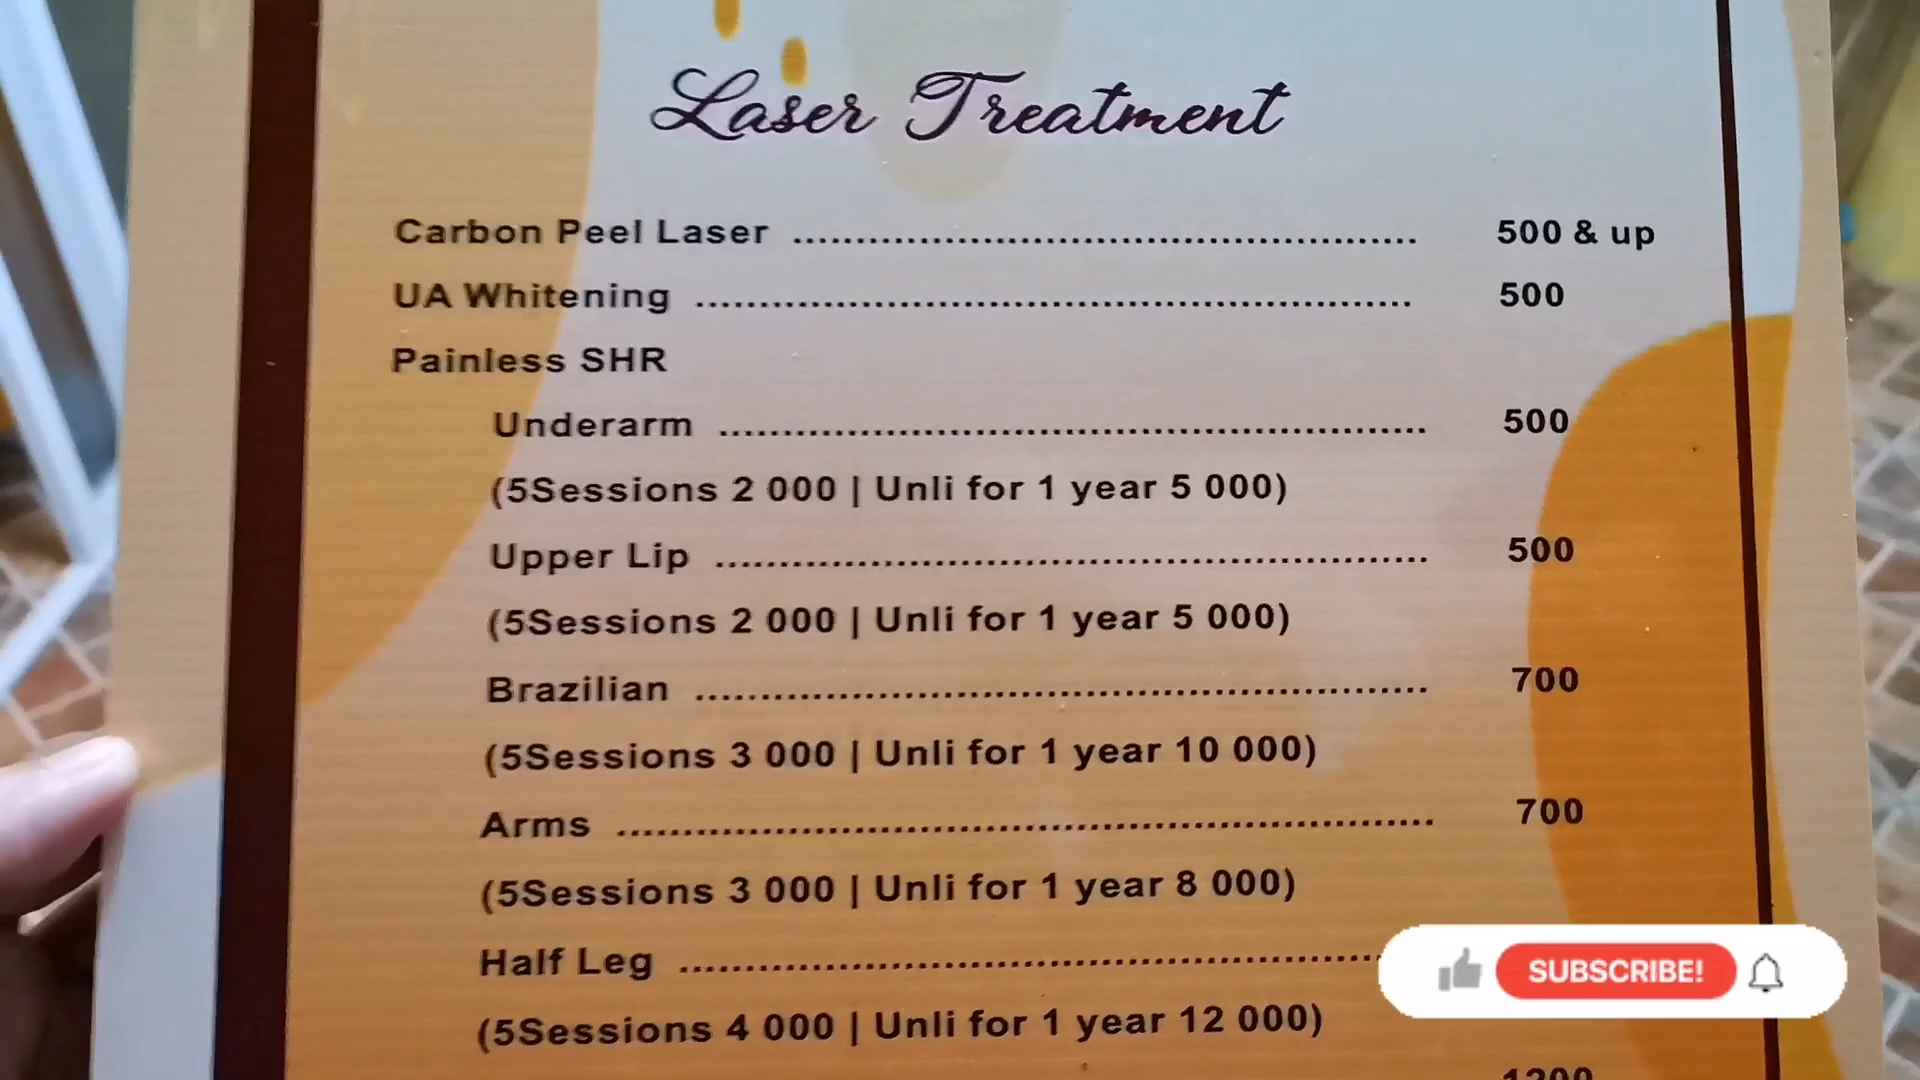 Laser Treatment
Carbon Peel Laser ........................................ 500 & up
UA Whitening ........................................ 500
Painless SHR
Underarm ........................................ 500
(5Sessions 2 000 | Unli for 1 year 5 000)
Upper Lip ........................................ 500
(5Sessions 2 000 | Unli for 1 year 5 000)
Brazilian ........................................ 700
(5Sessions 3 000 | Unli for 1 year 10 000)
Arms ........................................ 700
(5Sessions 3 000 | Unli for 1 year 8 000)
Half Leg ........................................
SUBSCRIBE!
(5Sessions 4 000 | Unli for 1 year 12 000)